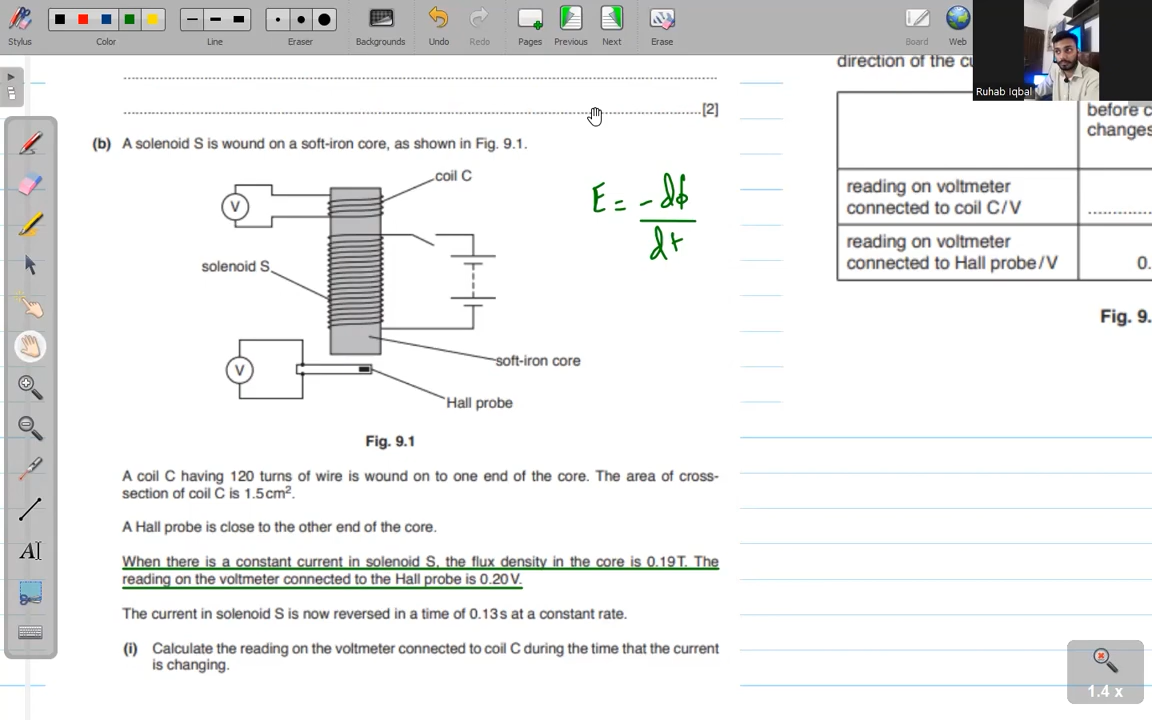 Stylus
Color
Line
Eraser
Backgrounds
Undo
Redo
Pages
Previous
Next
Erase
Board
Web
Ruhab Iqbal
[2]
(b) A solenoid S is wound on a soft-iron core, as shown in Fig. 9.1.
coil C
V
solenoid S
soft-iron core
V
Hall probe
Fig. 9.1
E = -dϕ
dt
A coil C having 120 turns of wire is wound on to one end of the core. The area of cross-
section of coil C is 1.5 cm².
A Hall probe is close to the other end of the core.
When there is a constant current in solenoid S, the flux density in the core is 0.19T. The
reading on the voltmeter connected to the Hall probe is 0.20V.
The current in solenoid S is now reversed in a time of 0.13s at a constant rate.
(i) Calculate the reading on the voltmeter connected to coil C during the time that the current
is changing.
direction of the
before
changes
reading on voltmeter
connected to coil C/V
reading on voltmeter
connected to Hall probe/V
0.
Fig. 9.
AI
1.4 x